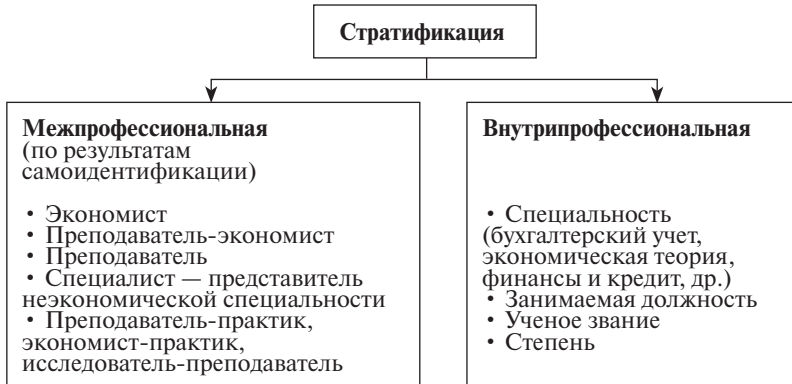 Стратификация
Межпрофессиональная
(по результатам
самоидентификации)
• Экономист
• Преподаватель-экономист
• Преподаватель
• Специалист — представитель
неэкономической специальности
• Преподаватель-практик,
экономист-практик,
исследователь-преподаватель
Внутрипрофессиональная
• Специальность
(бухгалтерский учет,
экономическая теория,
финансы и кредит, др.)
• Занимаемая должность
• Ученое звание
• Степень